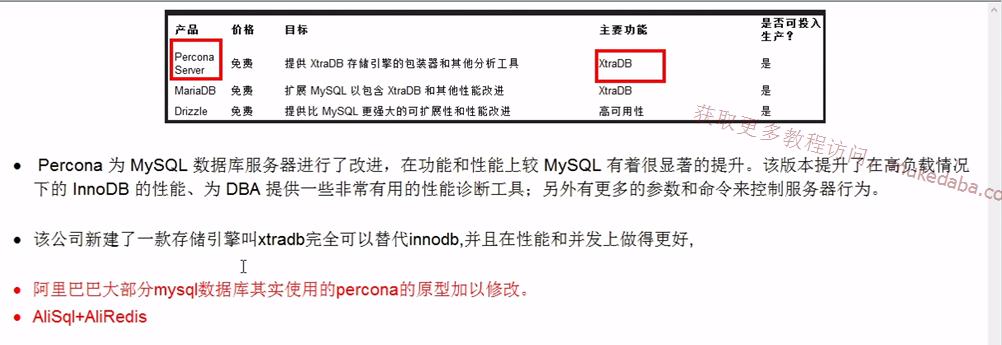 产品 价格 目标 主要功能 是否可投入
生产？
Percona
Server 免费 提供 XtraDB 存储引擎的包装器和其他分析工具 XtraDB 是
MariaDB 免费 扩展 MySQL 以包含 XtraDB 和其他性能改进 XtraDB 是
Drizzle 免费 提供比 MySQL 更强大的可扩展性和性能改进 高可用性 是
获取更多教程访问
• Percona 为 MySQL 数据库服务器进行了改进，在功能和性能上较 MySQL 有着很显著的提升。该版本提升了在高负载情况
下的 InnoDB 的性能、为 DBA 提供一些非常有用的性能诊断工具；另外有更多的参数和命令来控制服务器行为。
• 该公司新建了一款存储引擎叫xtradb完全可以替代innodb,并且在性能和并发上做得更好,
• 阿里巴巴大部分mysql数据库其实使用的percona的原型加以修改。
• AliSql+AliRedis